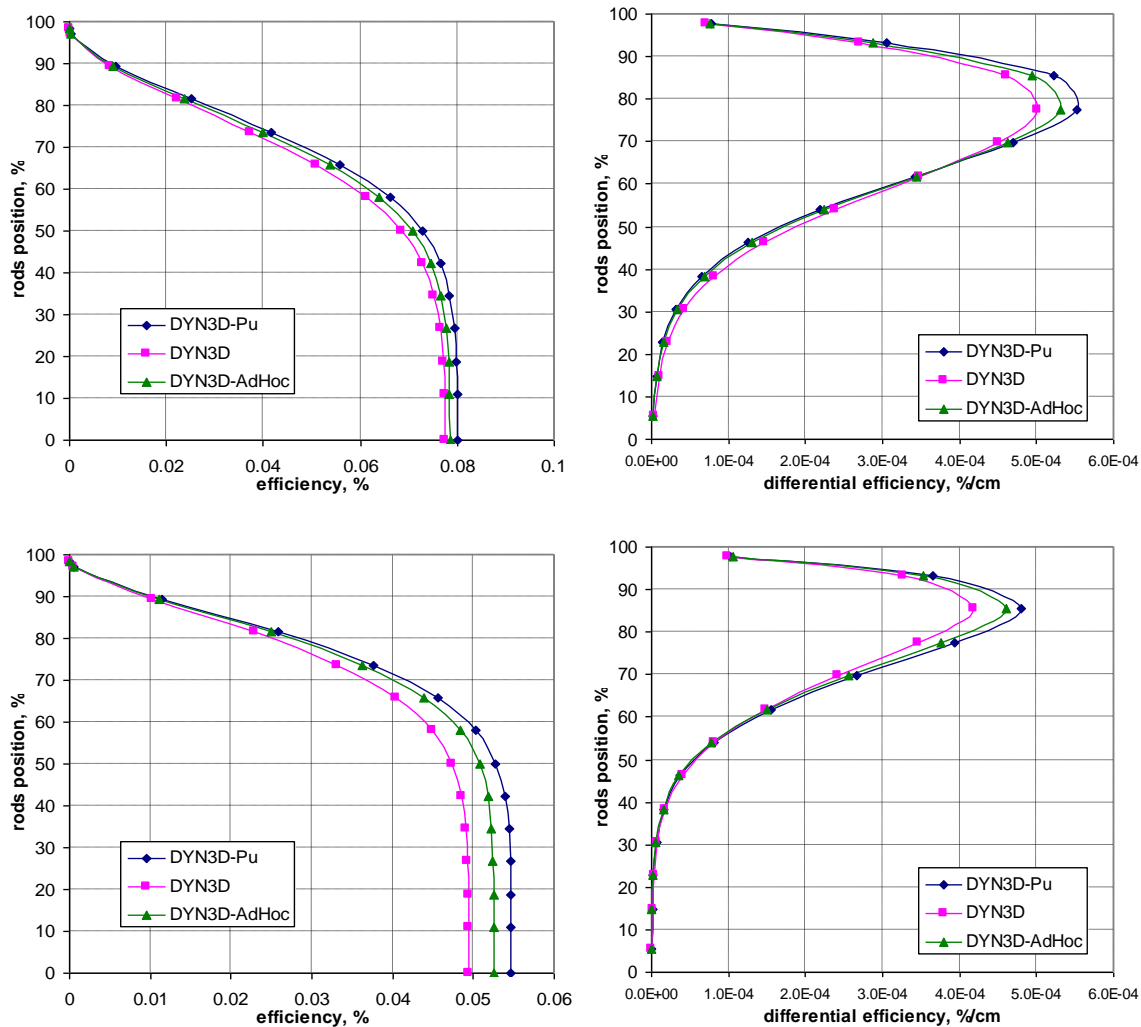 100
90
80
70
60
50
40
30
20
10
0
rods position, %
DYN3D-Pu
DYN3D
DYN3D-AdHoc
0
0.02
0.04
0.06
0.08
0.1
efficiency, %
100
90
80
70
60
50
40
30
20
10
0
rods position, %
DYN3D-Pu
DYN3D
DYN3D-AdHoc
0.0E+00
1.0E-04
2.0E-04
3.0E-04
4.0E-04
5.0E-04
6.0E-04
differential efficiency, %/cm
100
90
80
70
60
50
40
30
20
10
0
rods position, %
DYN3D-Pu
DYN3D
DYN3D-AdHoc
0
0.01
0.02
0.03
0.04
0.05
0.06
efficiency, %
100
90
80
70
60
50
40
30
20
10
0
rods position, %
DYN3D-Pu
DYN3D
DYN3D-AdHoc
0.0E+00
1.0E-04
2.0E-04
3.0E-04
4.0E-04
5.0E-04
6.0E-04
differential efficiency, %/cm